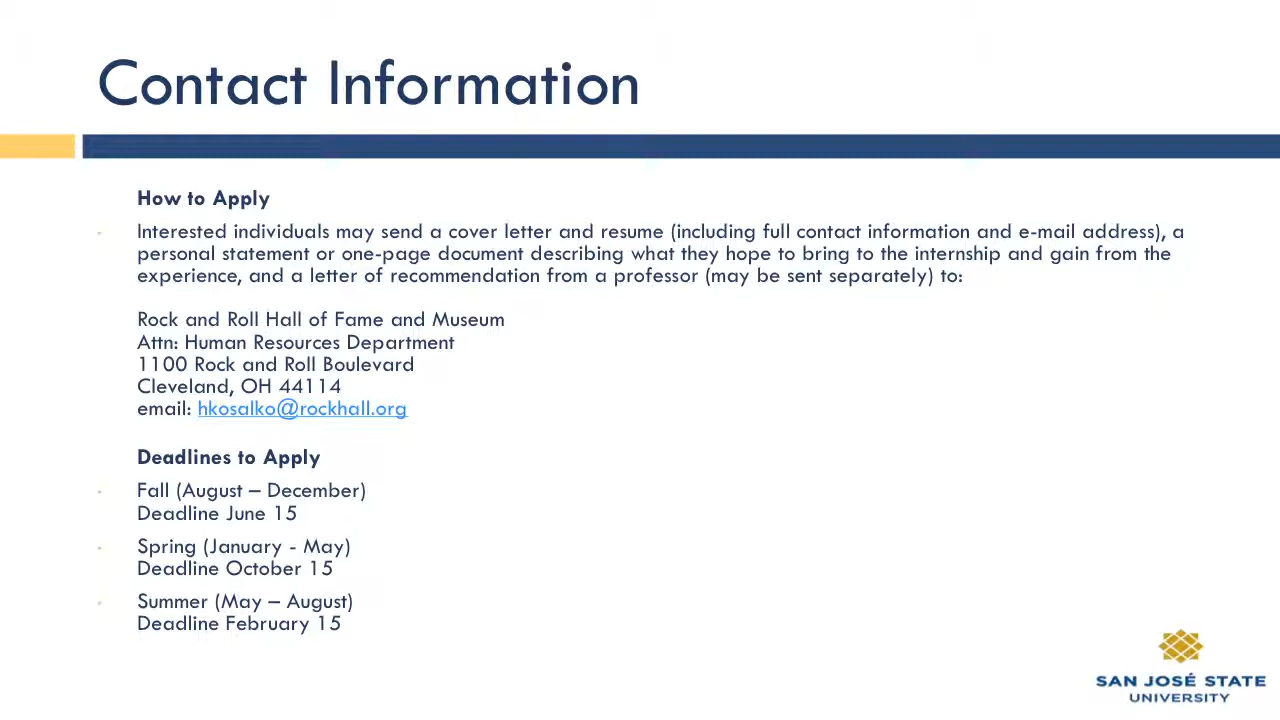 Contact Information
How to Apply
Interested individuals may send a cover letter and resume (including full contact information and e-mail address), a
personal statement or one-page document describing what they hope to bring to the internship and gain from the
experience, and a letter of recommendation from a professor (may be sent separately) to:
Rock and Roll Hall of Fame and Museum
Attn: Human Resources Department
1100 Rock and Roll Boulevard
Cleveland, OH 44114
email: hkosalko@rockhall.org
Deadlines to Apply
Fall (August – December)
Deadline June 15
Spring (January - May)
Deadline October 15
Summer (May – August)
Deadline February 15
SAN JOSÉ STATE
UNIVERSITY